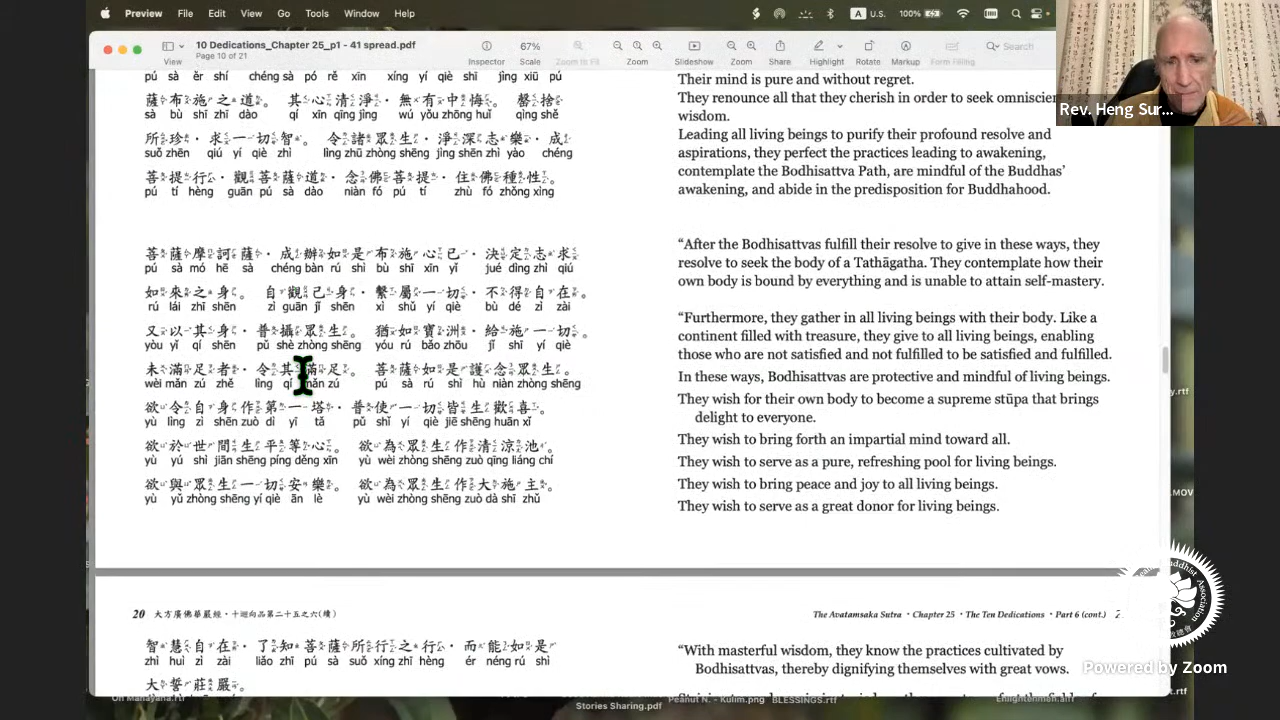 Preview File Edit View Go Tools Window Help
A U.S. 100%
10 Dedications_Chapter 25_p1 - 41 spread.pdf
Page 10 of 21
67%
View Inspector Scale Zoom to Fit Zoom Slideshow Zoom Share Highlight Rotate Markup Form Filling Search
Rev. Heng Sur...
pú sà ěr shí chéng sà pó rě xīn xíng yí qiè shī jìng xiū pú
薩布施之道。其心清淨。無有中悔。罄捨
sà bù shī zhī dào qí xīn qīng jìng wú yǒu zhōng huǐ qìng shě
所珍。求一切智。令諸眾生。淨深志樂。成
suǒ zhēn qiú yí qiè zhì lìng zhū zhòng shēng jìng shēn zhì yào chéng
菩提行。觀菩薩道。念佛菩提。住佛種性。
pú tí hèng guān pú sà dào niàn fó pú tí zhù fó zhǒng xìng
菩薩摩訶薩。成辦如是布施心已。決定志求
pú sà mó hē sà chéng bàn rú shì bù shī xīn yǐ jué dìng zhì qiú
如來之身。自觀己身。繫屬一切。不得自在。
rú lái zhī shēn zì guān jǐ shēn xì shǔ yí qiè bù dé zì zài
又以其身。普攝眾生。猶如寶洲。給施一切。
yòu yǐ qí shēn pǔ shè zhòng shēng yóu rú bǎo zhōu jǐ shī yí qiè
未滿足者。令其滿足。菩薩如是護念眾生。
wèi mǎn zú zhě lìng qí mǎn zú pú sà rú shì hù niàn zhòng shēng
欲令自身作第一塔。普使一切皆生歡喜。
yù lìng zì shēn zuò dì yī tǎ pǔ shǐ yí qiè jiē shēng huān xǐ
欲於世間生平等心。欲為眾生作清涼池。
yù yú shì jiān shēng píng děng xīn yù wèi zhòng shēng zuò qīng liáng chí
欲與眾生一切安樂。欲為眾生作大施主。
yù yǔ zhòng shēng yí qiè ān lè yù wèi zhòng shēng zuò dà shī zhǔ
Their mind is pure and without regret.
They renounce all that they cherish in order to seek omniscien
wisdom.
Leading all living beings to purify their profound resolve and
aspirations, they perfect the practices leading to awakening,
contemplate the Bodhisattva Path, are mindful of the Buddhas’
awakening, and abide in the predisposition for Buddhahood.
“After the Bodhisattvas fulfill their resolve to give in these ways, they
resolve to seek the body of a Tathāgatha. They contemplate how their
own body is bound by everything and is unable to attain self-mastery.
“Furthermore, they gather in all living beings with their body. Like a
continent filled with treasure, they give to all living beings, enabling
those who are not satisfied and not fulfilled to be satisfied and fulfilled.
In these ways, Bodhisattvas are protective and mindful of living beings.
They wish for their own body to become a supreme stūpa that brings
delight to everyone.
They wish to bring forth an impartial mind toward all.
They wish to serve as a pure, refreshing pool for living beings.
They wish to bring peace and joy to all living beings.
They wish to serve as a great donor for living beings.
20 大方廣佛華嚴經・十迴向品第二十五之六(續)
The Avatamsaka Sutra • Chapter 25 • The Ten Dedications • Part 6 (cont.)
智慧自在。了知菩薩所行之行。而能如是
zhì huì zì zài liǎo zhī pú sà suǒ xíng zhī hèng ér néng rú shì
大誓莊嚴。
“With masterful wisdom, they know the practices cultivated by
Bodhisattvas, thereby dignifying themselves with great vows.
Powered by Zoom
.MOV
Stories Sharing.pdf
Peanut N. - Kulim.png
BLESSINGS.rtf